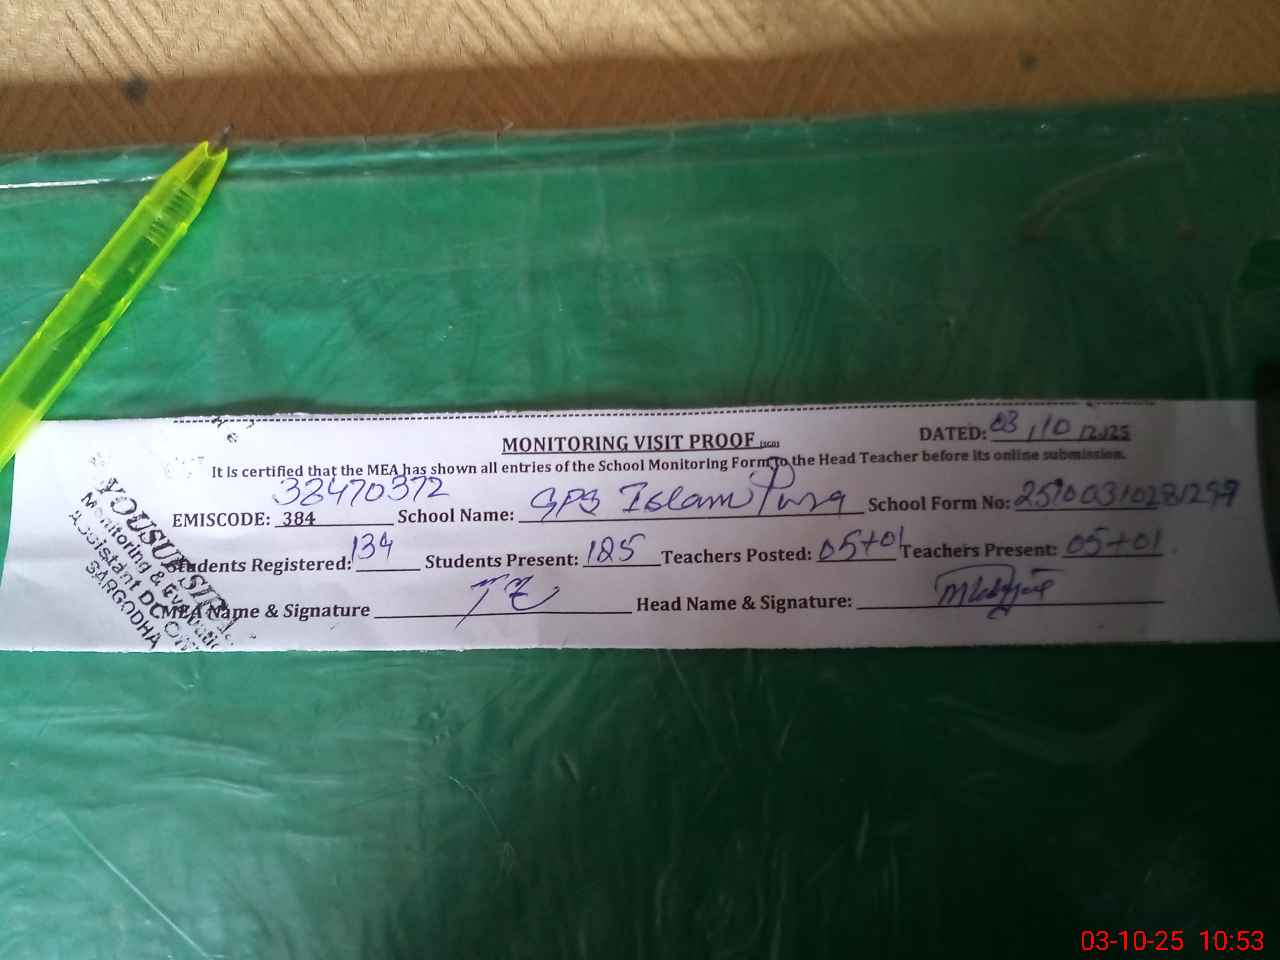 MONITORING VISIT PROOF (SGD)
DATED: 03/10/2025
It is certified that the MEA has shown all entries of the School Monitoring Form to the Head Teacher before its online submission.
38470372
EMISCODE: 384 School Name: GPS Islam Pura School Form No: 25100310281299
Students Registered: 134 Students Present: 125 Teachers Posted: 05+01 Teachers Present: 05+01
MEA Name & Signature Head Name & Signature:
YOUSUF
Monitoring &
Assistant
SARGODHA
03-10-25 10:53